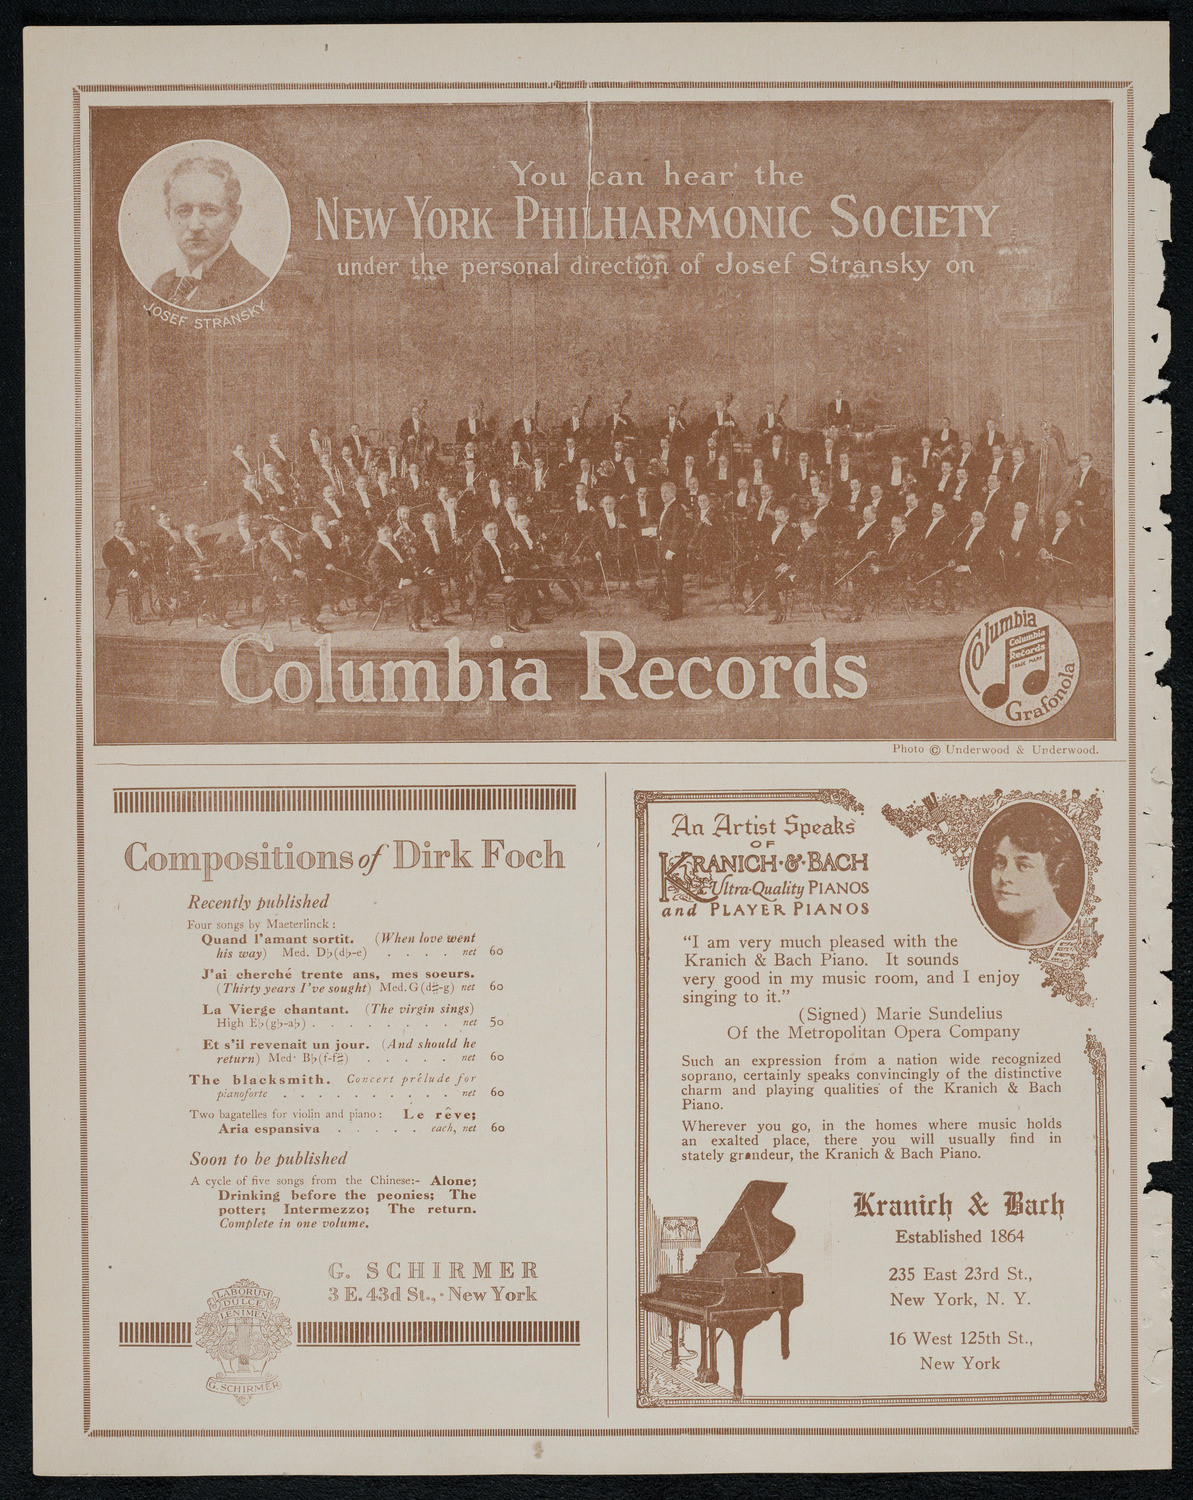 You can hear the
NEW YORK PHILHARMONIC SOCIETY
under the personal direction of Josef Stransky on
JOSEF STRANSKY
Columbia Records
Columbia
Columbia
Records
TRADE MARK
Grafonola
Photo © Underwood & Underwood.
Compositions of Dirk Foch
Recently published
Four songs by Maeterlinck:
Quand l'amant sortit. (When love went
his way) Med. D♭(d♭-e) . . . . net 60
J'ai cherché trente ans, mes soeurs.
(Thirty years I've sought) Med. G (d♯-g) net 60
La Vierge chantant. (The virgin sings)
High E♭(g♭-a♭) . . . . . . . . net 50
Et s'il revenait un jour. (And should he
return) Med. B♭(f-f♯) . . . . . net 60
The blacksmith. Concert prélude for
pianoforte . . . . . . . . . . net 60
Two bagatelles for violin and piano: Le rêve;
Aria espansiva . . . . . each, net 60
Soon to be published
A cycle of five songs from the Chinese:- Alone;
Drinking before the peonies; The
potter; Intermezzo; The return.
Complete in one volume.
G. SCHIRMER
3 E. 43d St., · New York
LABORUM
DULCE
LENIMEN
G. SCHIRMER
An Artist Speaks
OF
KRANICH·&·BACH
Ultra-Quality PIANOS
and PLAYER PIANOS
"I am very much pleased with the
Kranich & Bach Piano. It sounds
very good in my music room, and I enjoy
singing to it."
(Signed) Marie Sundelius
Of the Metropolitan Opera Company
Such an expression from a nation wide recognized
soprano, certainly speaks convincingly of the distinctive
charm and playing qualities of the Kranich & Bach
Piano.
Wherever you go, in the homes where music holds
an exalted place, there you will usually find in
stately grandeur, the Kranich & Bach Piano.
Kranich & Bach
Established 1864
235 East 23rd St.,
New York, N. Y.
16 West 125th St.,
New York